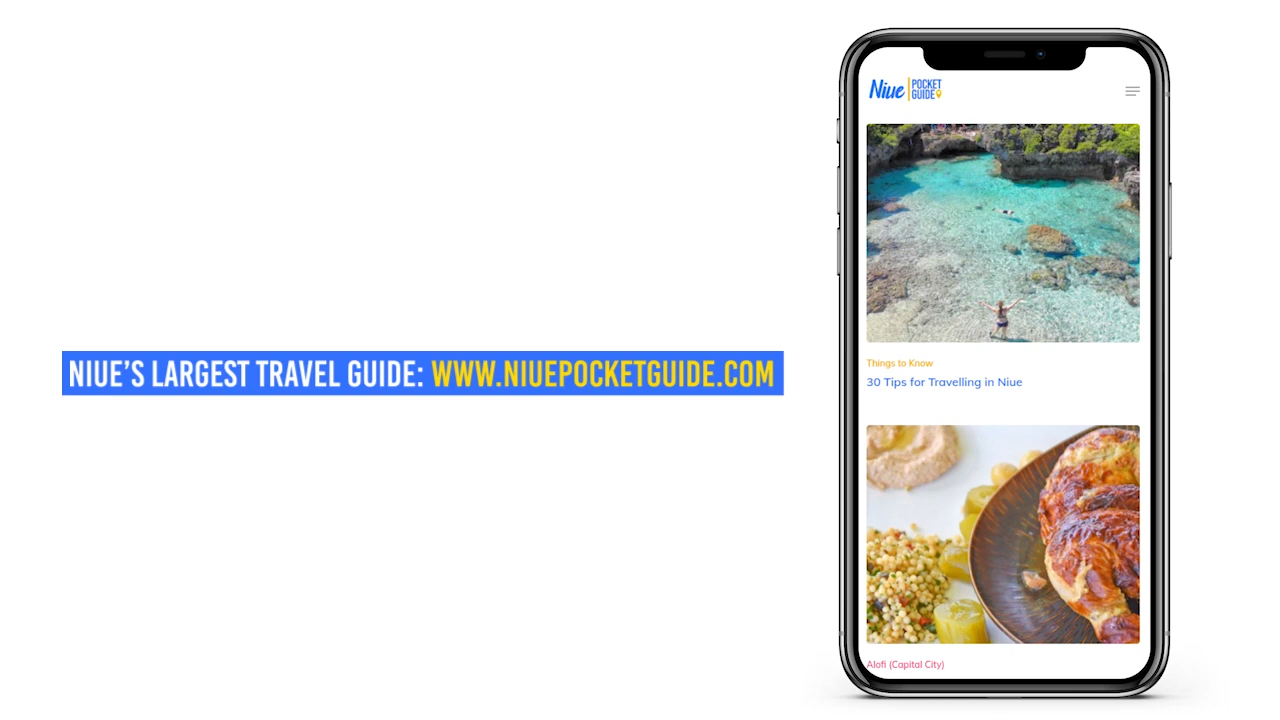 NIUE'S LARGEST TRAVEL GUIDE: WWW.NIUEPOCKETGUIDE.COM
Niue POCKET
GUIDE
Things to Know
30 Tips for Travelling in Niue
Alofi (Capital City)